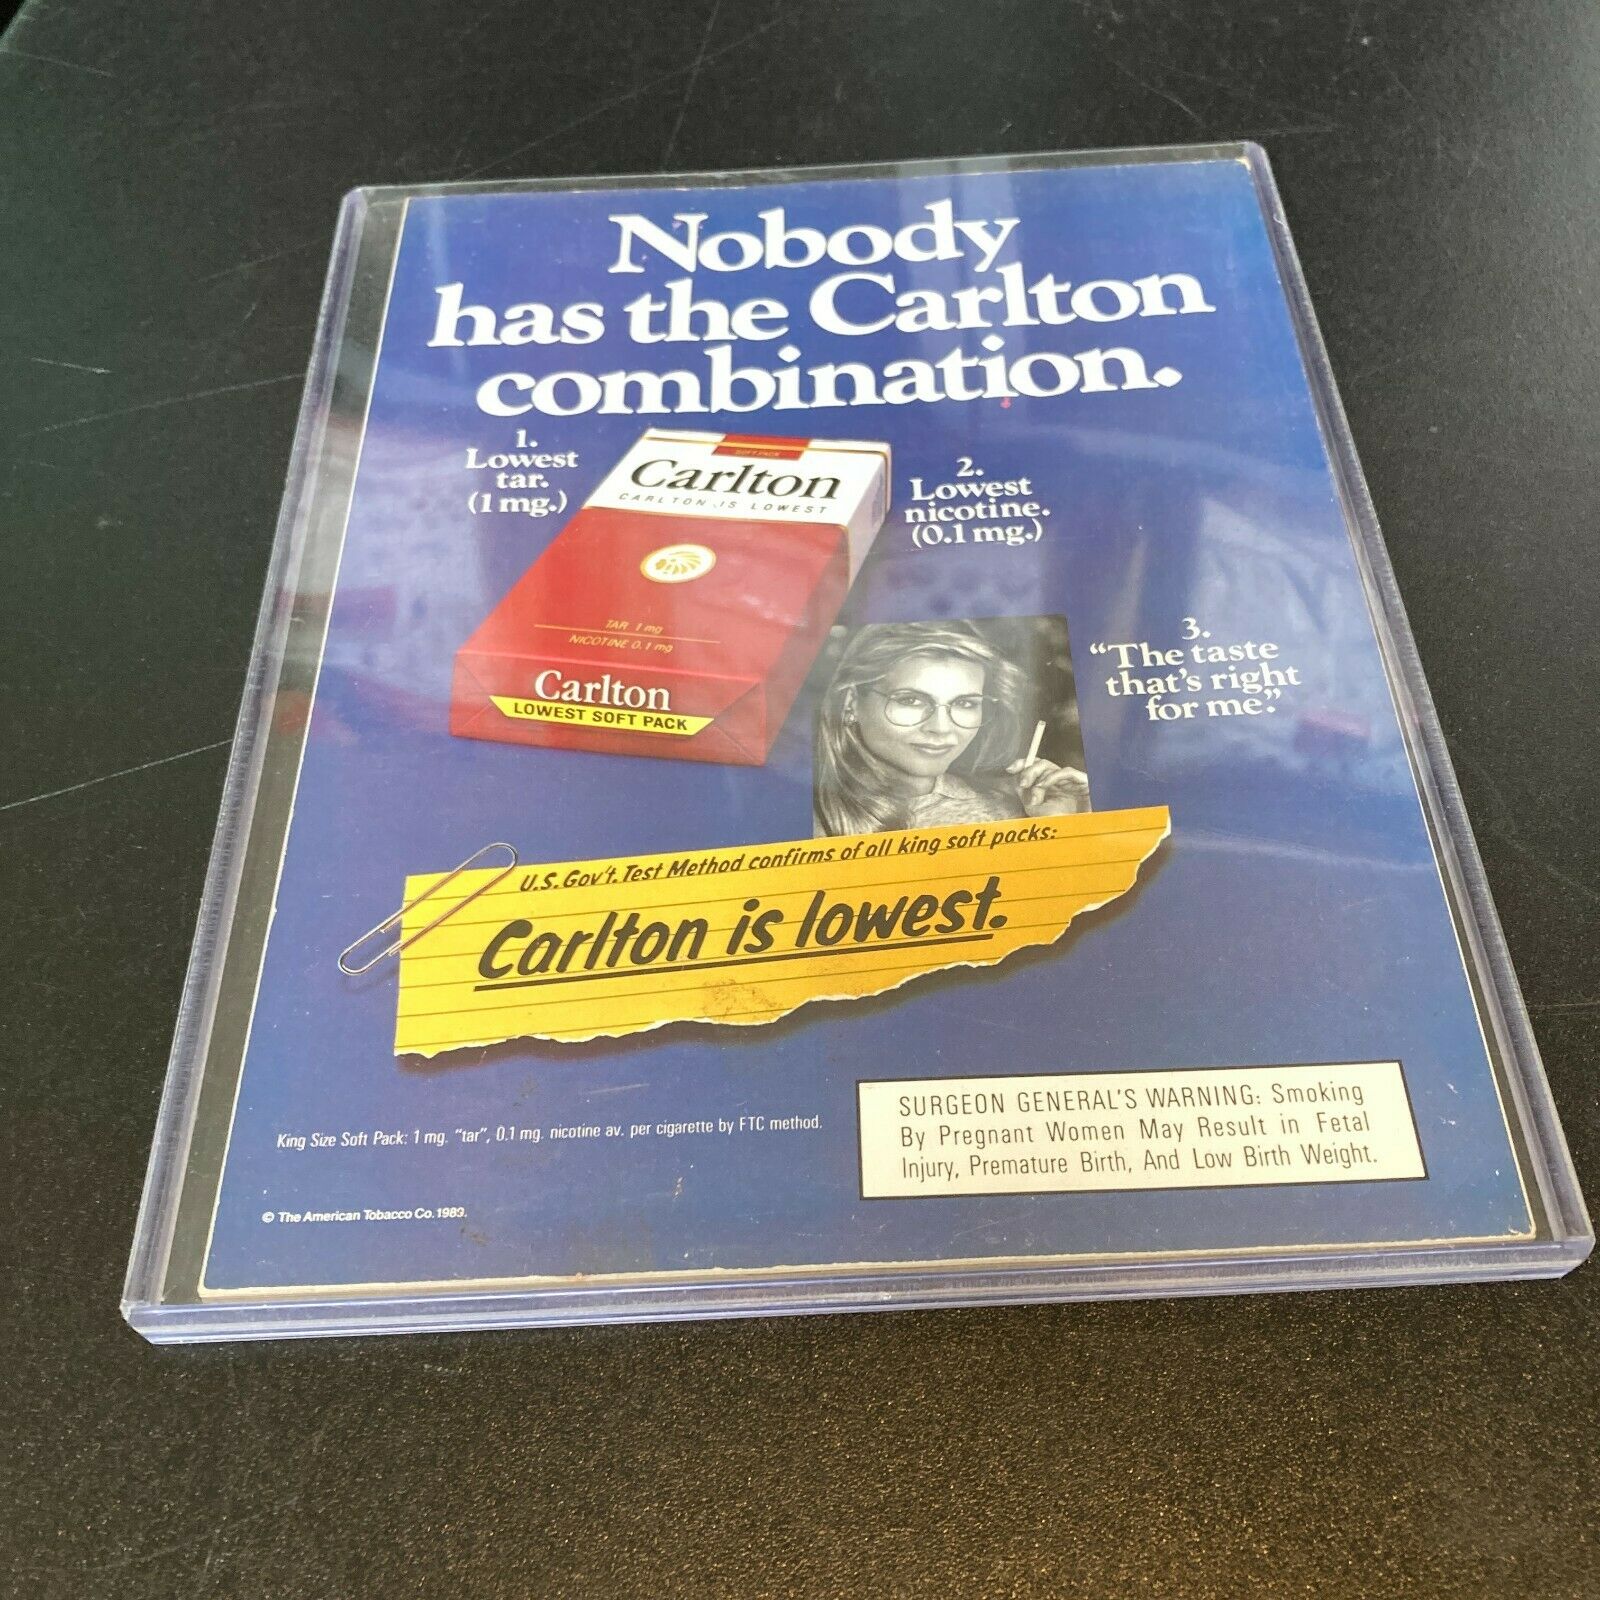 Nobody
has the Carlton
combination.
1.
Lowest
tar.
(1 mg.)
SOFT PACK
Carlton
CARLTON IS LOWEST
TAR 1 mg
NICOTINE 0.1 mg
Carlton
LOWEST SOFT PACK
2.
Lowest
nicotine.
(0.1 mg.)
3.
“The taste
that’s right
for me.”
U.S. Gov’t. Test Method confirms of all king soft packs:
Carlton is lowest.
King Size Soft Pack: 1 mg. “tar”, 0.1 mg. nicotine av. per cigarette by FTC method.
SURGEON GENERAL’S WARNING: Smoking
By Pregnant Women May Result in Fetal
Injury, Premature Birth, And Low Birth Weight.
© The American Tobacco Co. 1989.